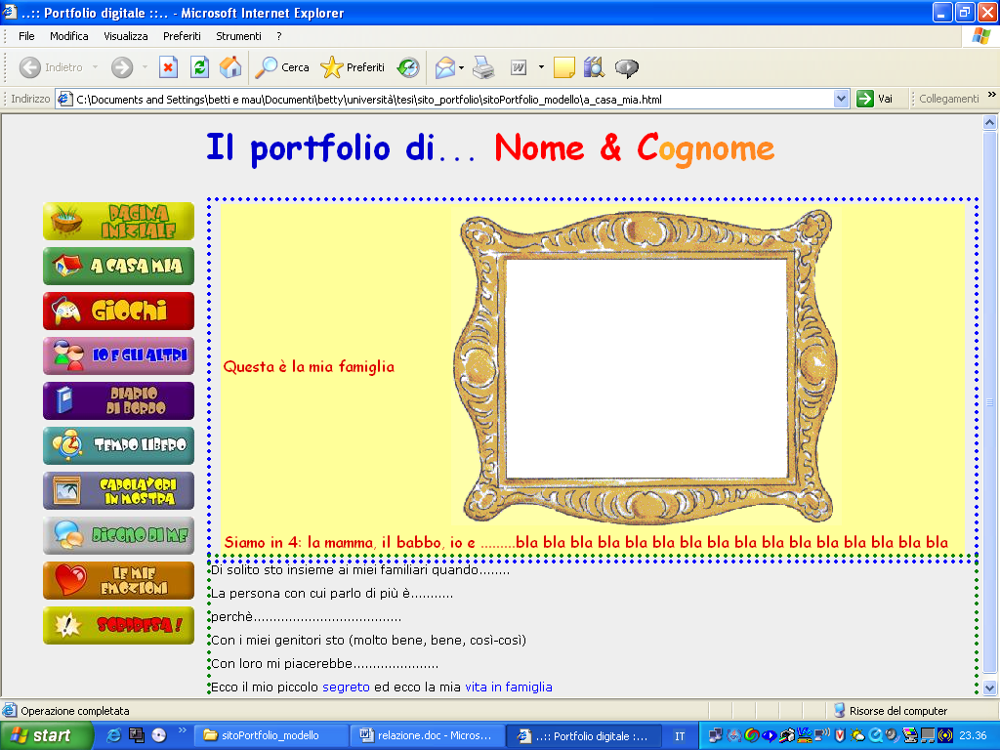 ..:: Portfolio digitale ::.. - Microsoft Internet Explorer
File Modifica Visualizza Preferiti Strumenti ?
Indietro Cerca Preferiti
Indirizzo C:\Documents and Settings\betti e mau\Documenti\betty\università\tesi\sito_portfolio\sitoPortfolio_modello\a_casa_mia.html Vai Collegamenti »
Il portfolio di... Nome & Cognome
PAGINA
INIZIALE
A CASA MIA
GIOCHI
IO E GLI ALTRI
DIARIO
DI BORDO
TEMPO LIBERO
CAPOLAVORI
IN MOSTRA
DICONO DI ME
LE MIE
EMOZIONI
SORPRESA!
Questa è la mia famiglia
Siamo in 4: la mamma, il babbo, io e .........bla bla bla bla bla bla bla bla bla bla bla bla bla bla bla bla
Di solito sto insieme ai miei familiari quando........
La persona con cui parlo di più è...........
perchè.....................................
Con i miei genitori sto (molto bene, bene, così-così)
Con loro mi piacerebbe......................
Ecco il mio piccolo segreto ed ecco la mia vita in famiglia
Operazione completata Risorse del computer
start » sitoPortfolio_modello relazione.doc - Micros... ..:: Portfolio digitale :... IT 23.36